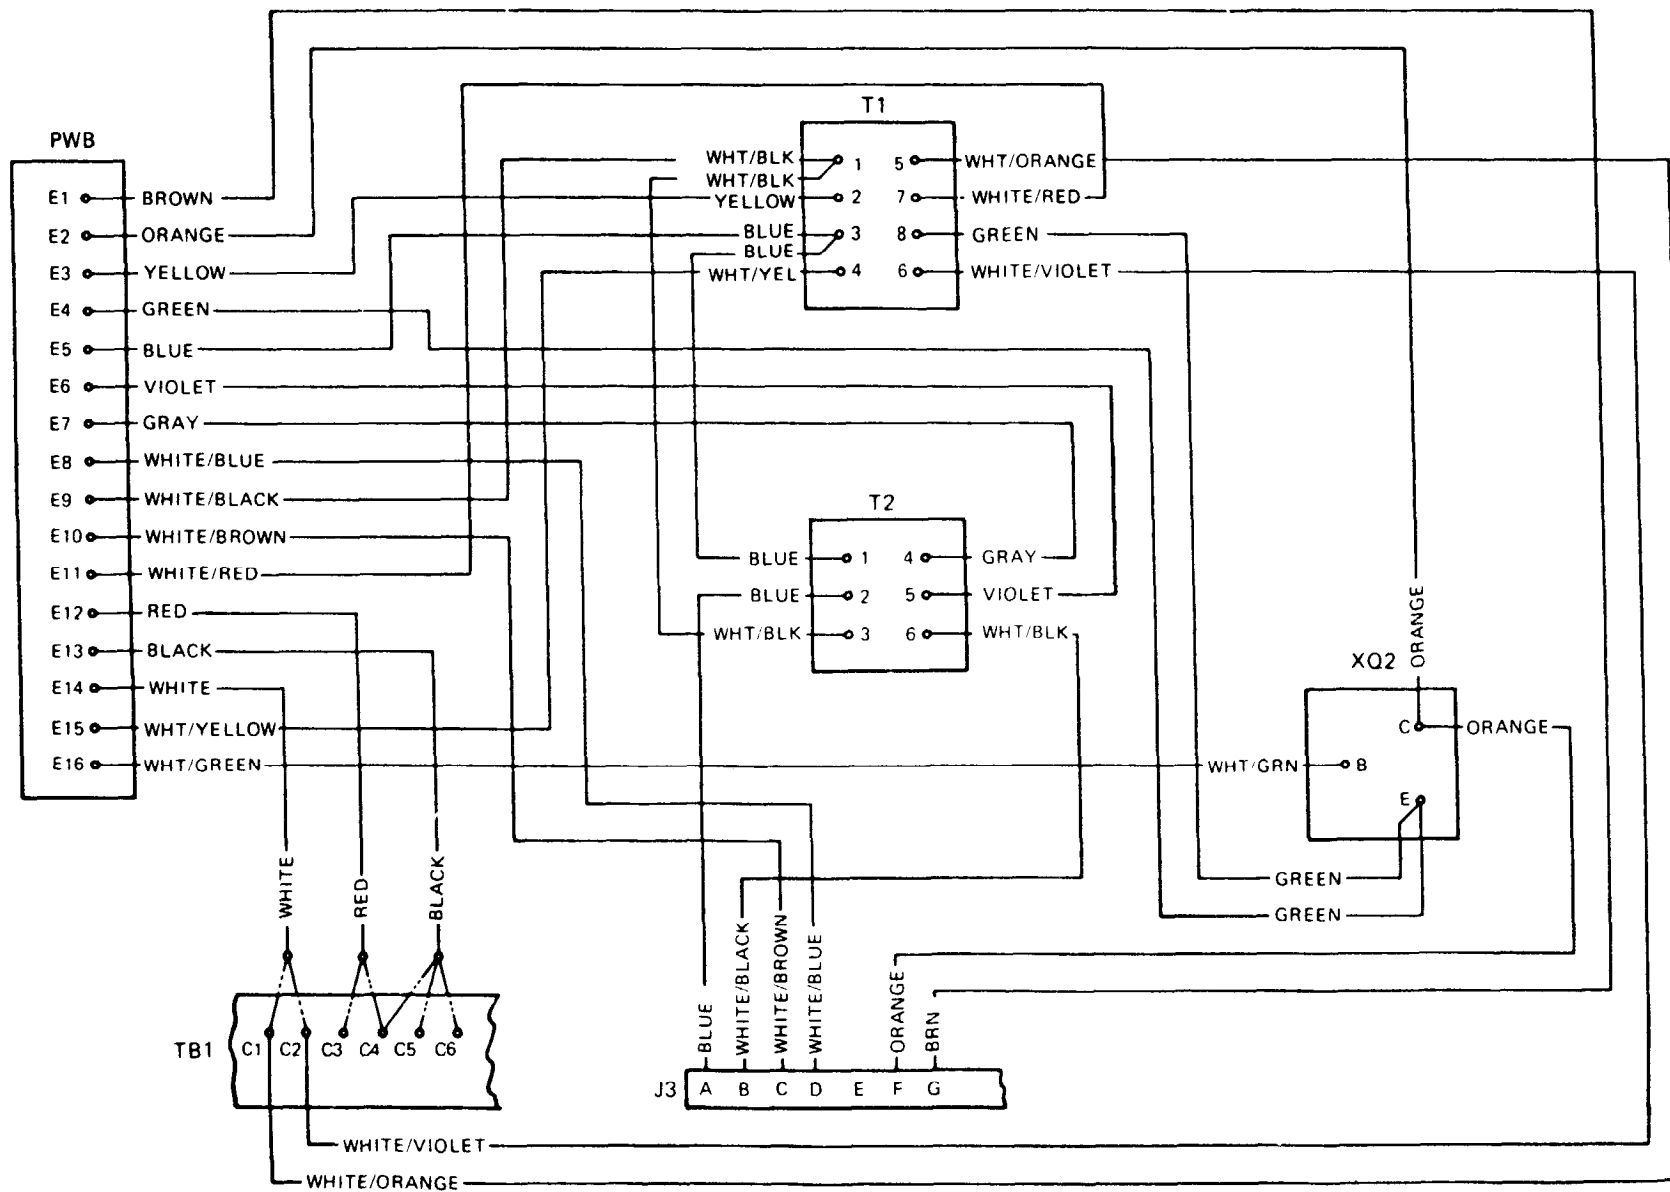 T1
PWB
WHT/BLK 1 5 WHT/ORANGE
WHT/BLK
E1 BROWN YELLOW 2 7 WHITE/RED
E2 ORANGE BLUE 3 8 GREEN
BLUE
E3 YELLOW WHT/YEL 4 6 WHITE/VIOLET
E4 GREEN
E5 BLUE
E6 VIOLET
E7 GRAY
E8 WHITE/BLUE
E9 WHITE/BLACK T2
E10 WHITE/BROWN
BLUE 1 4 GRAY
E11 WHITE/RED
BLUE 2 5 VIOLET
E12 RED
WHT/BLK 3 6 WHT/BLK
E13 BLACK
ORANGE
XQ2
E14 WHITE
E15 WHT/YELLOW C ORANGE
E16 WHT/GREEN WHT/GRN B
E
WHITE RED BLACK
GREEN
GREEN
BLUE WHITE/BLACK WHITE/BROWN WHITE/BLUE ORANGE BRN
TB1 C1 C2 C3 C4 C5 C6
J3 A B C D E F G
WHITE/VIOLET
WHITE/ORANGE